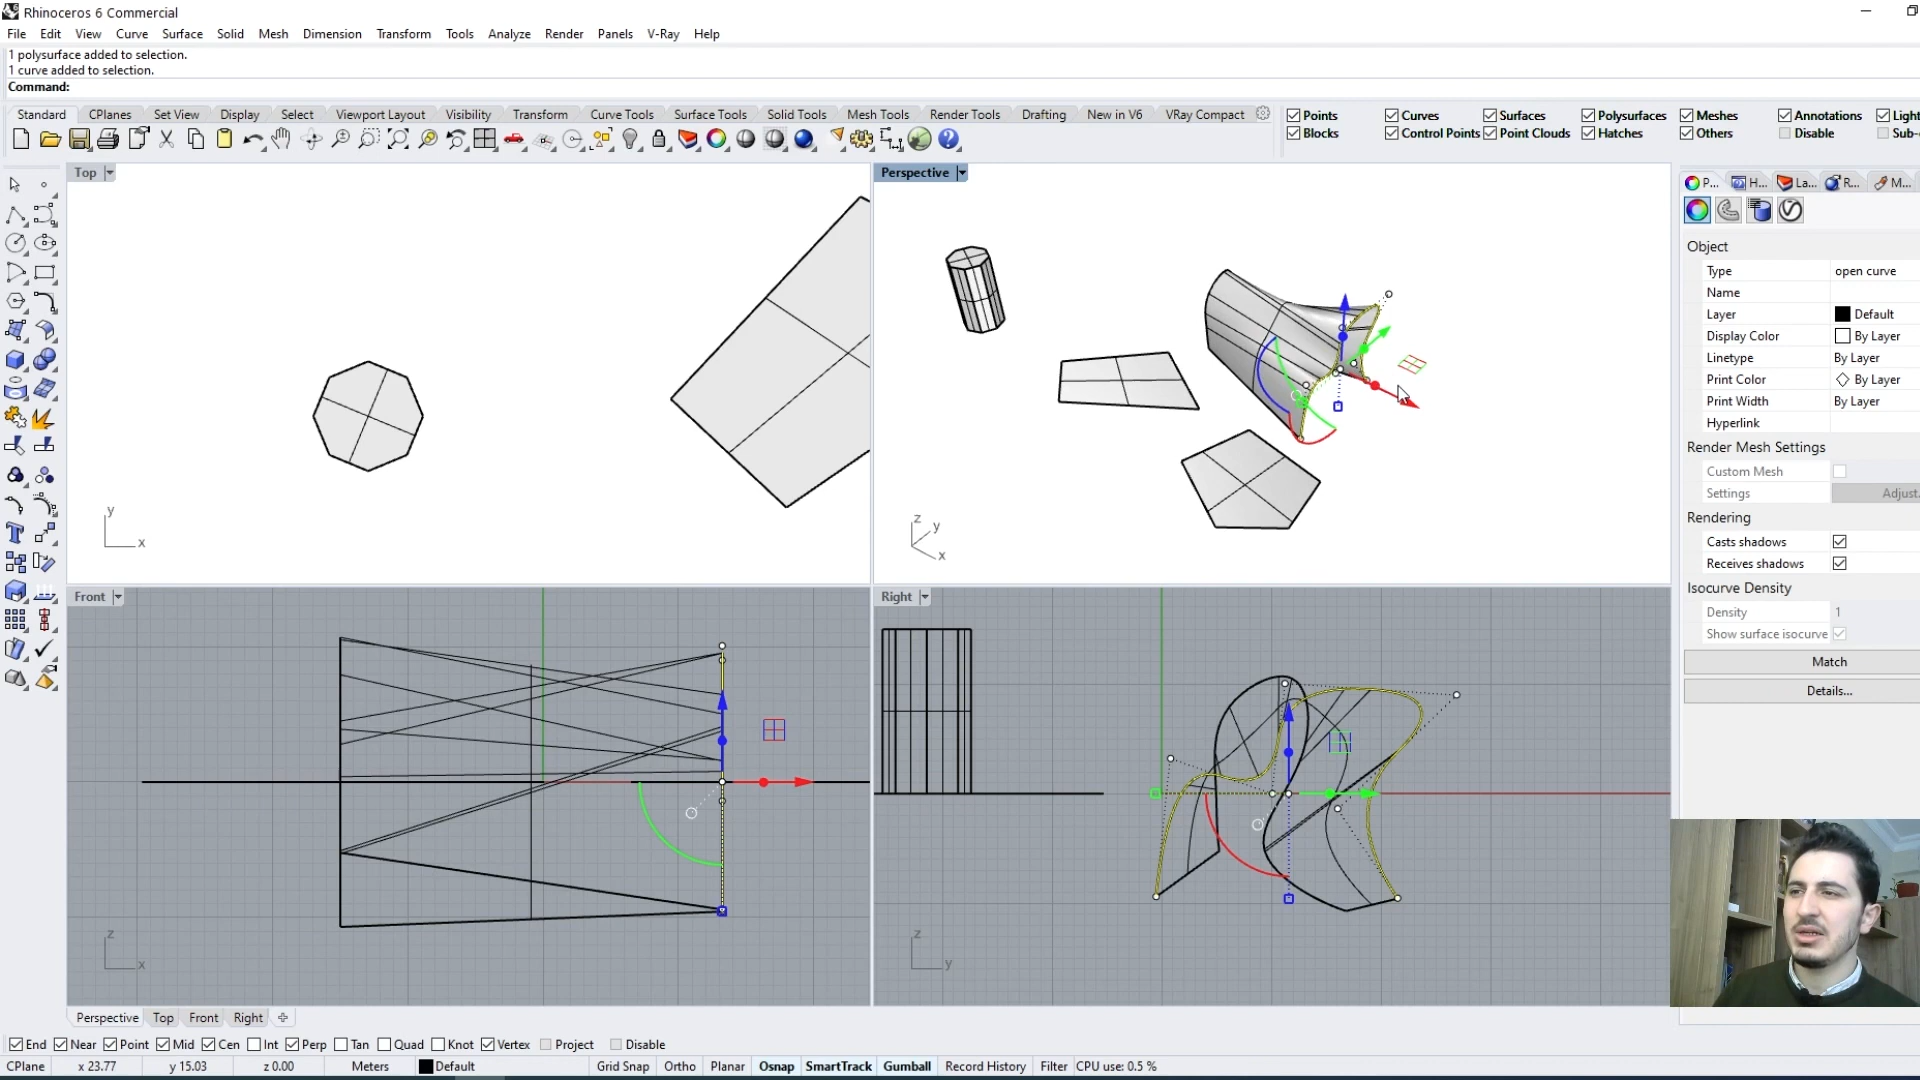 Rhinoceros 6 Commercial
File Edit View Curve Surface Solid Mesh Dimension Transform Tools Analyze Render Panels V-Ray Help
1 polysurface added to selection.
1 curve added to selection.
Command:
Standard CPlanes Set View Display Select Viewport Layout Visibility Transform Curve Tools Surface Tools Solid Tools Mesh Tools Render Tools Drafting New in V6 VRay Compact
Points Curves Surfaces Polysurfaces Meshes Annotations Light
Blocks Control Points Point Clouds Hatches Others Disable Sub-
Top
Perspective
P... H... La... R... M...
Object
Type open curve
Name
Layer Default
Display Color By Layer
Linetype By Layer
Print Color By Layer
Print Width By Layer
Hyperlink
Render Mesh Settings
Custom Mesh
Settings Adjust.
Rendering
Casts shadows
Receives shadows
Isocurve Density
Density 1
Show surface isocurve
Match
Details...
y
x
z
y
x
Front
Right
z
x
z
y
Perspective Top Front Right
End Near Point Mid Cen Int Perp Tan Quad Knot Vertex Project Disable
CPlane x 23.77 y 15.03 z 0.00 Meters Default Grid Snap Ortho Planar Osnap SmartTrack Gumball Record History Filter CPU use: 0.5 %